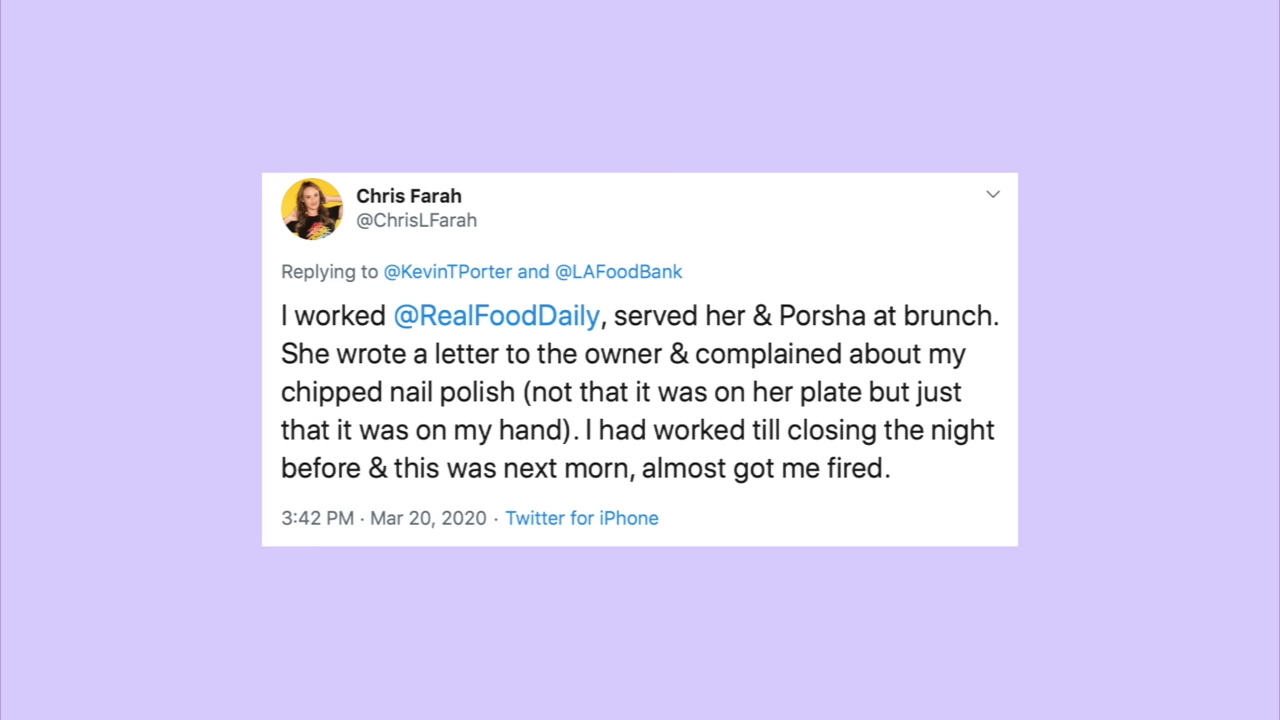 Chris Farah
@ChrisLFarah
Replying to @KevinTPorter and @LAFoodBank
I worked @RealFoodDaily, served her & Porsha at brunch.
She wrote a letter to the owner & complained about my
chipped nail polish (not that it was on her plate but just
that it was on my hand). I had worked till closing the night
before & this was next morn, almost got me fired.
3:42 PM · Mar 20, 2020 · Twitter for iPhone